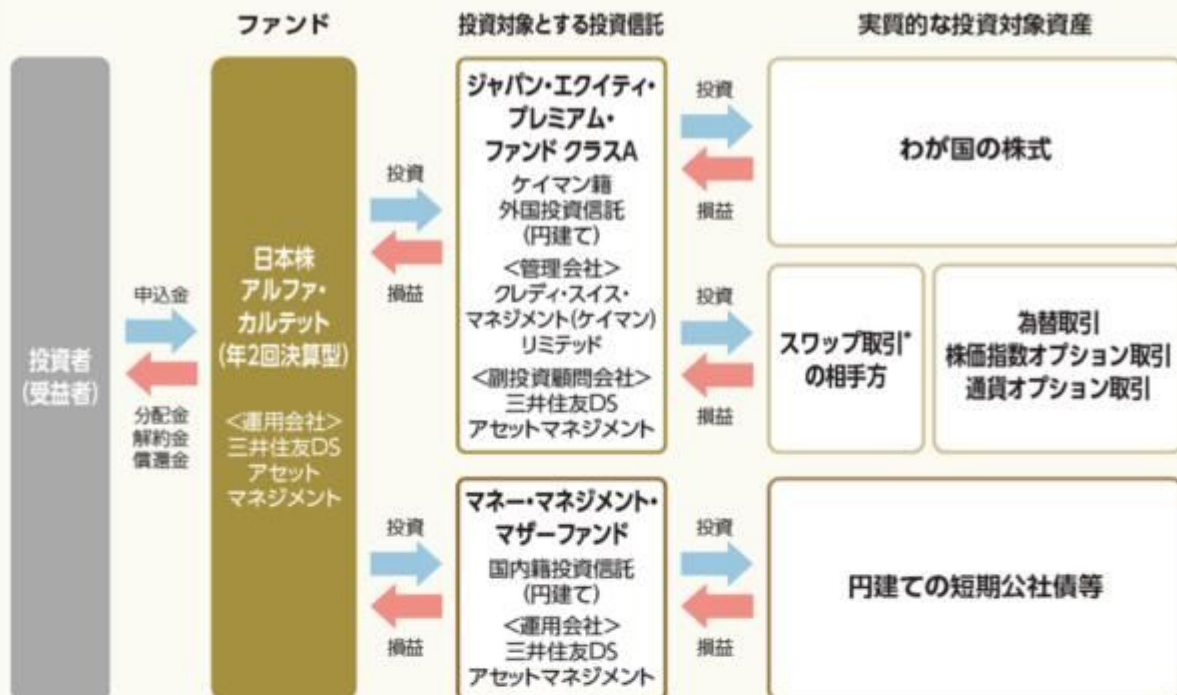 ファンド
投資対象とする投資信託
実質的な投資対象資産
投資者
(受益者)
申込金
分配金
解約金
償還金
日本株
アルファ・
カルテット
(年2回決算型)
<運用会社>
三井住友DS
アセット
マネジメント
投資
損益
ジャパン・エクイティ・
プレミアム・
ファンド クラスA
ケイマン籍
外国投資信託
(円建て)
<管理会社>
クレディ・スイス・
マネジメント(ケイマン)
リミテッド
<副投資顧問会社>
三井住友DS
アセットマネジメント
投資
損益
わが国の株式
投資
損益
スワップ取引*
の相手方
為替取引
株価指数オプション取引
通貨オプション取引
投資
損益
マネー・マネジメント・
マザーファンド
国内籍投資信託
(円建て)
<運用会社>
三井住友DS
アセットマネジメント
投資
損益
円建ての短期公社債等